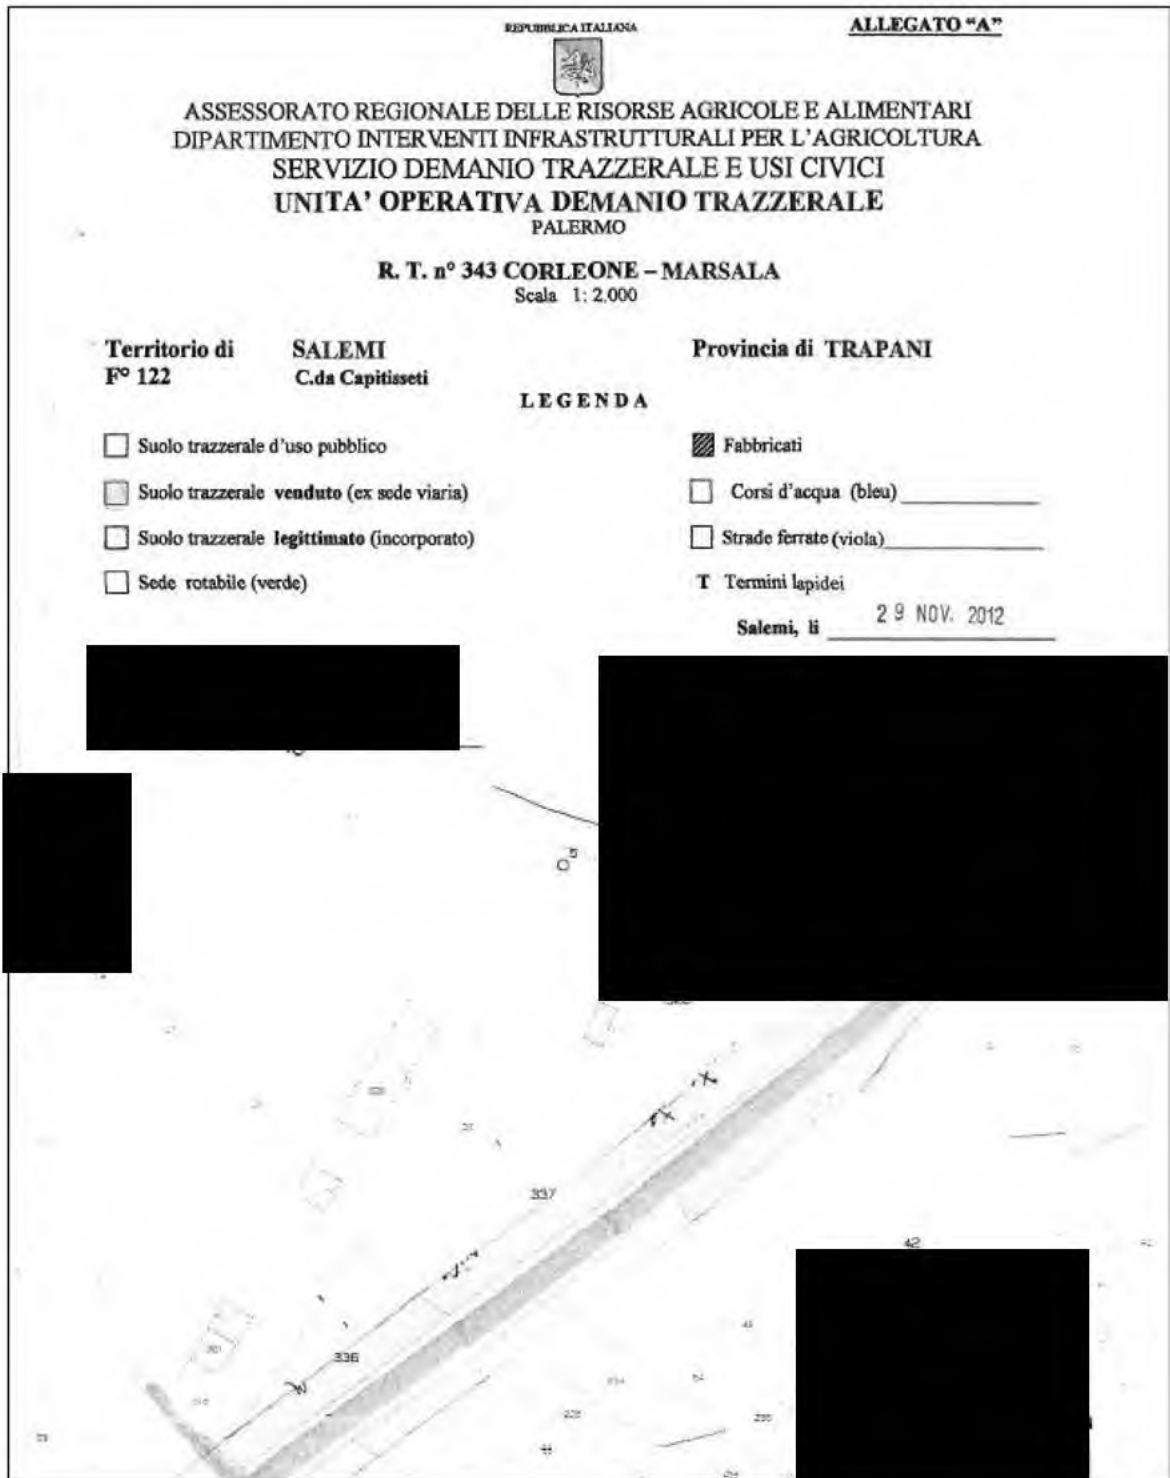 REPUBBLICA ITALIANA
ALLEGATO "A"
ASSESSORATO REGIONALE DELLE RISORSE AGRICOLE E ALIMENTARI
DIPARTIMENTO INTERVENTI INFRASTRUTTURALI PER L'AGRICOLTURA
SERVIZIO DEMANIO TRAZZERALE E USI CIVICI
UNITA' OPERATIVA DEMANIO TRAZZERALE
PALERMO
R. T. n° 343 CORLEONE – MARSALA
Scala 1: 2.000
Territorio di SALEMI Provincia di TRAPANI
F° 122 C.da Capitisseti
LEGENDA
Suolo trazzerale d'uso pubblico
Fabbricati
Suolo trazzerale venduto (ex sede viaria)
Corsi d'acqua (bleu)
Suolo trazzerale legittimato (incorporato)
Strade ferrate (viola)
Sede rotabile (verde)
T Termini lapidei
Salemi, li 29 NOV. 2012
337
42
336